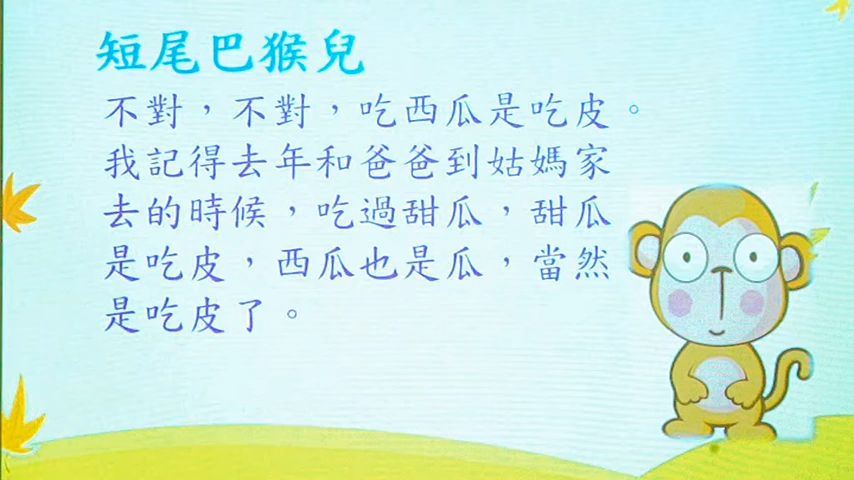 短尾巴猴兒
不對，不對，吃西瓜是吃皮。
我記得去年和爸爸到姑媽家
去的時候，吃過甜瓜，甜瓜
是吃皮，西瓜也是瓜，當然
是吃皮了。